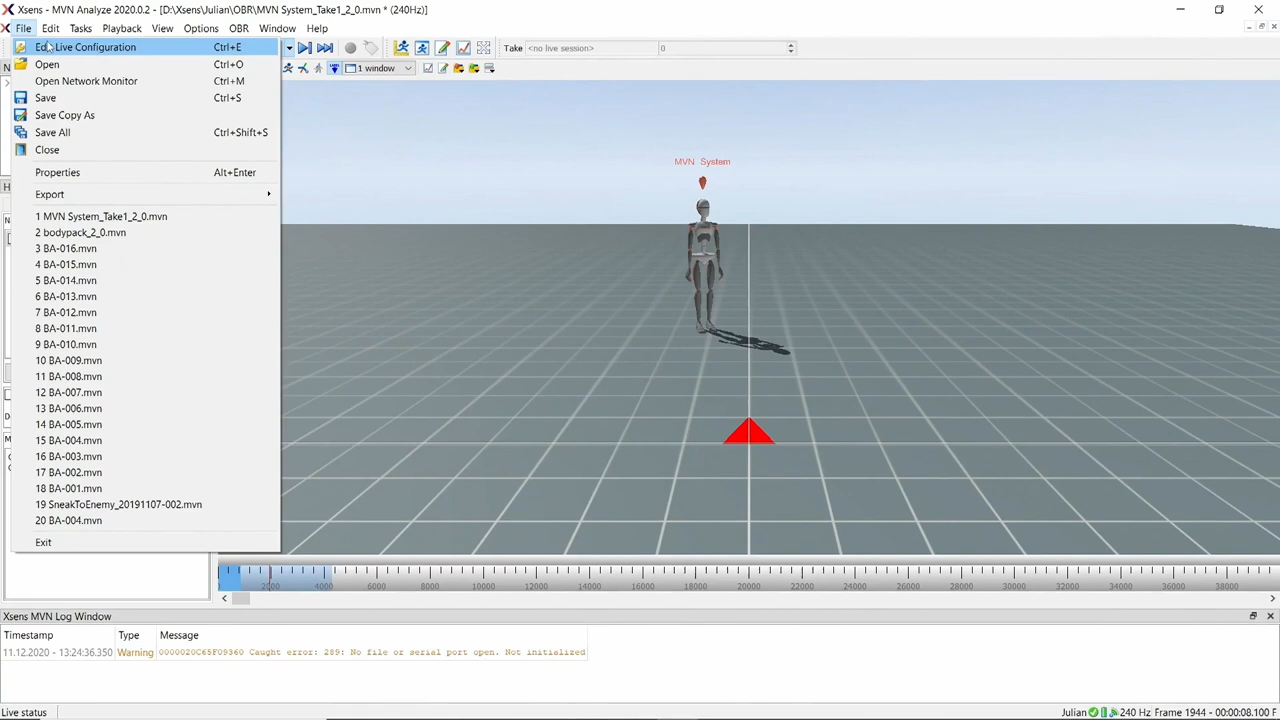 Xsens - MVN Analyze 2020.0.2 - [D:\Xsens\Julian\OBR\MVN System_Take1_2_0.mvn * (240Hz)]
File Edit Tasks Playback View Options OBR Window Help
Live Configuration Ctrl+E
Take <no live session> 0
Open Ctrl+O
1 window
Open Network Monitor Ctrl+M
Save Ctrl+S
Save Copy As
Save All Ctrl+Shift+S
Close
MVN System
Properties Alt+Enter
Export
1 MVN System_Take1_2_0.mvn
2 bodypack_2_0.mvn
3 BA-016.mvn
4 BA-015.mvn
5 BA-014.mvn
6 BA-013.mvn
7 BA-012.mvn
8 BA-011.mvn
9 BA-010.mvn
10 BA-009.mvn
11 BA-008.mvn
12 BA-007.mvn
13 BA-006.mvn
14 BA-005.mvn
15 BA-004.mvn
16 BA-003.mvn
17 BA-002.mvn
18 BA-001.mvn
19 SneakToEnemy_20191107-002.mvn
20 BA-004.mvn
Exit
2000 4000 6000 8000 10000 12000 14000 16000 18000 20000 22000 24000 26000 28000 30000 32000 34000 36000 38000
Xsens MVN Log Window
Timestamp Type Message
11.12.2020 - 13:24:36.350 Warning 0000020C65F09360 Caught error: 289: No file or serial port open. Not initialized
Live status
Julian 240 Hz Frame 1944 - 00:00:08.100 F